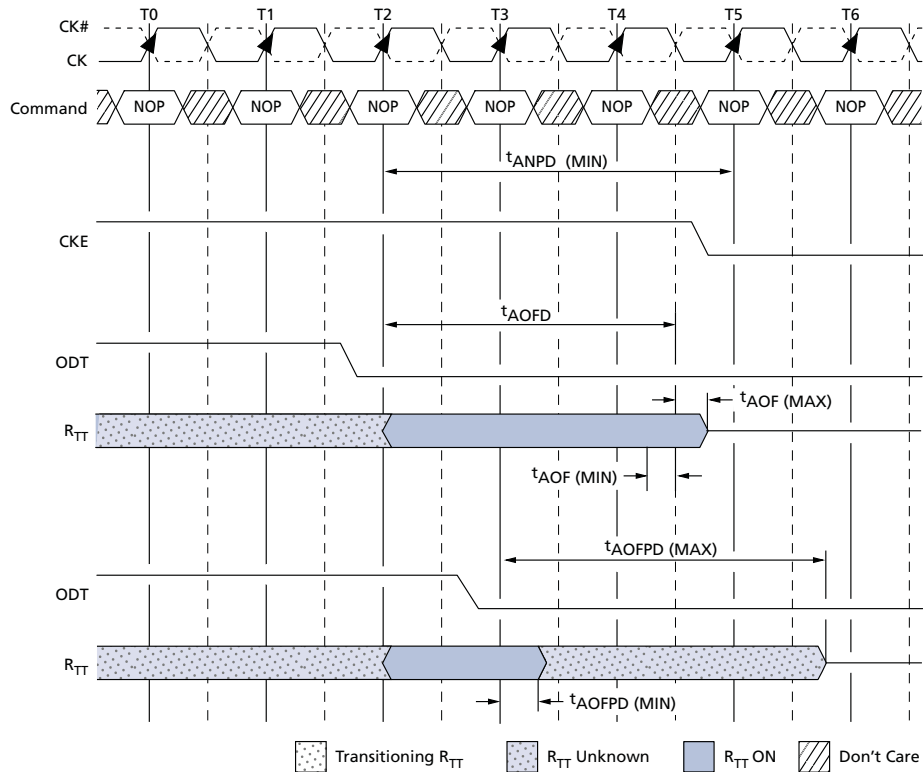 T0 T1 T2 T3 T4 T5 T6
CK#
CK
Command NOP NOP NOP NOP NOP NOP NOP
tANPD (MIN)
CKE
tAOFD
ODT
tAOF (MAX)
RTT
tAOF (MIN)
tAOFPD (MAX)
ODT
RTT
tAOFPD (MIN)
Transitioning RTT RTT Unknown RTT ON Don't Care